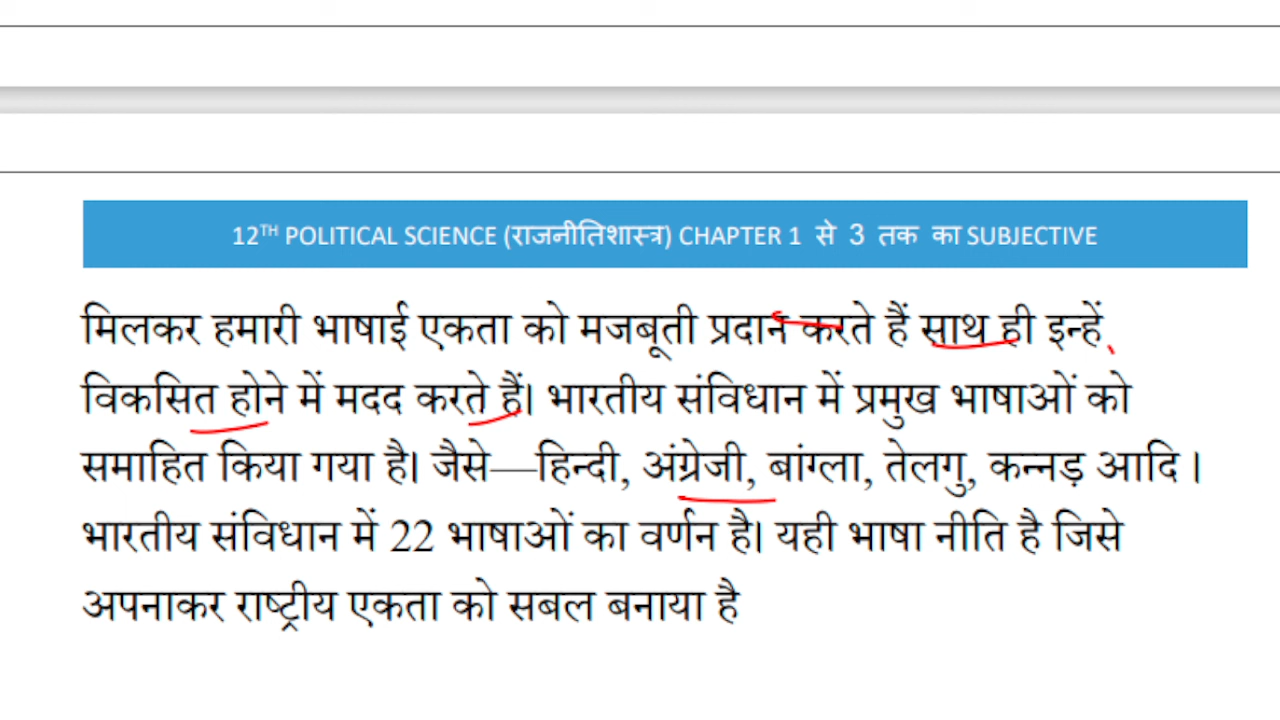 12TH POLITICAL SCIENCE (राजनीतिशास्त्र) CHAPTER 1 से 3 तक का SUBJECTIVE
मिलकर हमारी भाषाई एकता को मजबूती प्रदान करते हैं साथ ही इन्हें
विकसित होने में मदद करते हैं। भारतीय संविधान में प्रमुख भाषाओं को
समाहित किया गया है। जैसे—हिन्दी, अंग्रेजी, बांग्ला, तेलगु, कन्नड़ आदि ।
भारतीय संविधान में 22 भाषाओं का वर्णन है। यही भाषा नीति है जिसे
अपनाकर राष्ट्रीय एकता को सबल बनाया है